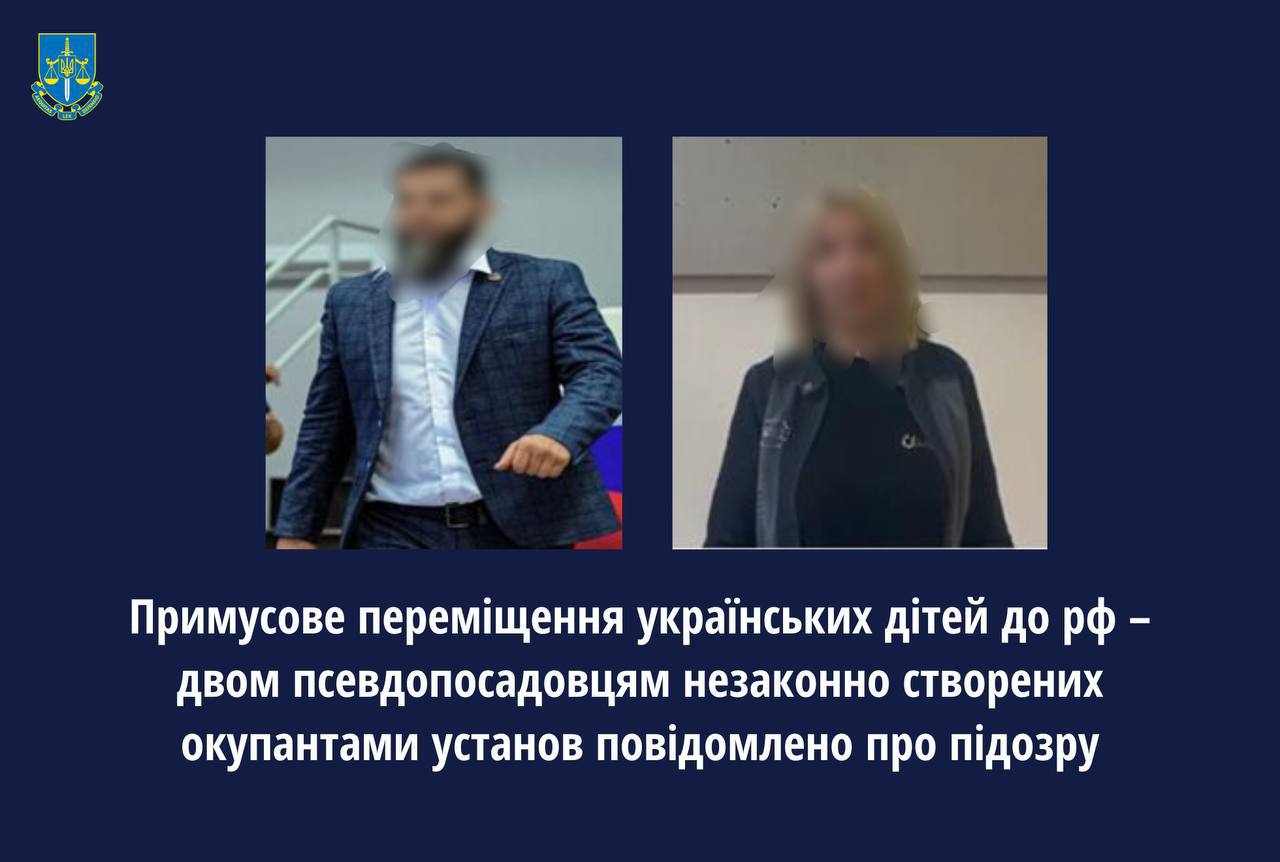 Примусове переміщення українських дітей до рф –
двом псевдопосадовцям незаконно створених
окупантами установ повідомлено про підозру